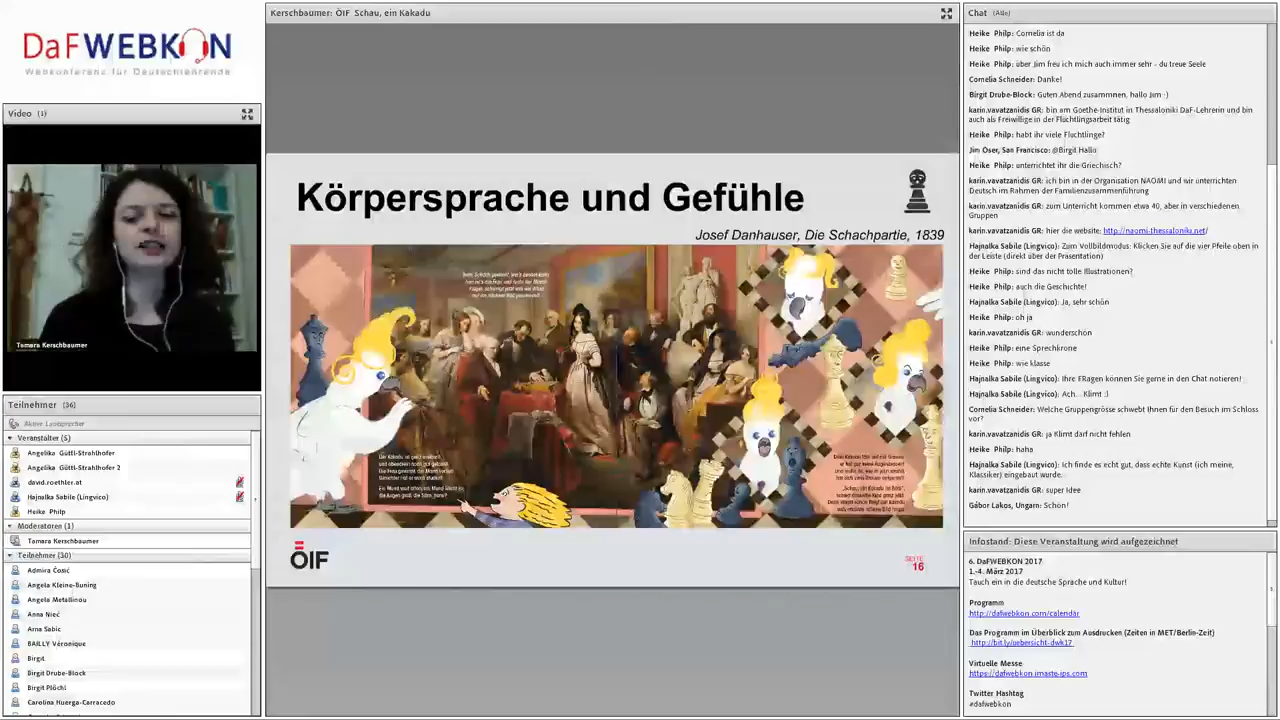 DaFWEBKON
Webkonferenz für Deutschlehrende
Video (1)
Tamara Kerschbaumer
Teilnehmer (36)
Aktive Lautsprecher
Veranstalter (5)
Angelika Güttl-Strahlhofer
Angelika Güttl-Strahlhofer 2
david.roethler.at
Hajnalka Sabile (Lingvico)
Heike Philp
Moderatoren (1)
Tamara Kerschbaumer
Teilnehmer (30)
Admira Ćosić
Angela Kleine-Büning
Angela Metallinou
Anna Nieć
Arna Sabic
BAILLY Véronique
Birgit
Birgit Drube-Block
Birgit Plöchl
Carolina Huerga-Carracedo
Kerschbaumer: ÖIF Schau, ein Kakadu
Körpersprache und Gefühle
Josef Danhauser, Die Schachpartie, 1839
ÖIF
SEITE
16
Chat (Alle)
Heike Philp: Cornelia ist da
Heike Philp: wie schön
Heike Philp: über Jim freu ich mich auch immer sehr - du treue Seele
Cornelia Schneider: Danke!
Birgit Drube-Block: Guten Abend zusammnen, hallo Jim :-)
karin.vavatzanidis GR: bin am Goethe-Institut in Thessaloniki DaF-Lehrerin und bin
auch als Freiwillige in der Flüchtlingsarbeit tätig
Heike Philp: habt ihr viele Flüchtlinge?
Jim Oser, San Francisco: @Birgit Hallo
Heike Philp: unterrichtet ihr die Griechisch?
karin.vavatzanidis GR: ich bin in der Organisation NAOMI und wir unterrichten
Deutsch im Rahmen der Familienzusammenführung
karin.vavatzanidis GR: zum Unterricht kommen etwa 40, aber in verschiedenen
Gruppen
karin.vavatzanidis GR: hier die website: http://naomi-thessaloniki.net/
Hajnalka Sabile (Lingvico): Zum Vollbildmodus: Klicken Sie auf die vier Pfeile oben in
der Leiste (direkt über der Präsentation)
Heike Philp: sind das nicht tolle Illustrationen?
Heike Philp: auch die Geschichte!
Hajnalka Sabile (Lingvico): Ja, sehr schön
Heike Philp: oh ja
karin.vavatzanidis GR: wunderschön
Heike Philp: eine Sprechkrone
Heike Philp: wie klasse
Hajnalka Sabile (Lingvico): Ihre FRagen können Sie gerne in den Chat notieren!
Hajnalka Sabile (Lingvico): Ach... Klimt :)
Cornelia Schneider: Welche Gruppengrösse schwebt Ihnen für den Besuch im Schloss
vor?
karin.vavatzanidis GR: ja Klimt darf nicht fehlen
Heike Philp: haha
Hajnalka Sabile (Lingvico): Ich finde es echt gut, dass echte Kunst (ich meine,
Klassiker) eingebaut wurde.
karin.vavatzanidis GR: super Idee
Gábor Lakos, Ungarn: Schön!
Infostand: Diese Veranstaltung wird aufgezeichnet
6. DaFWEBKON 2017
1.-4. März 2017
Tauch ein in die deutsche Sprache und Kultur!
Programm
http://dafwebkon.com/calendar
Das Programm im Überblick zum Ausdrucken (Zeiten in MET/Berlin-Zeit)
http://bit.ly/uebersicht-dwk17
Virtuelle Messe
https://dafwebkon.imaste-ips.com
Twitter Hashtag
#dafwebkon